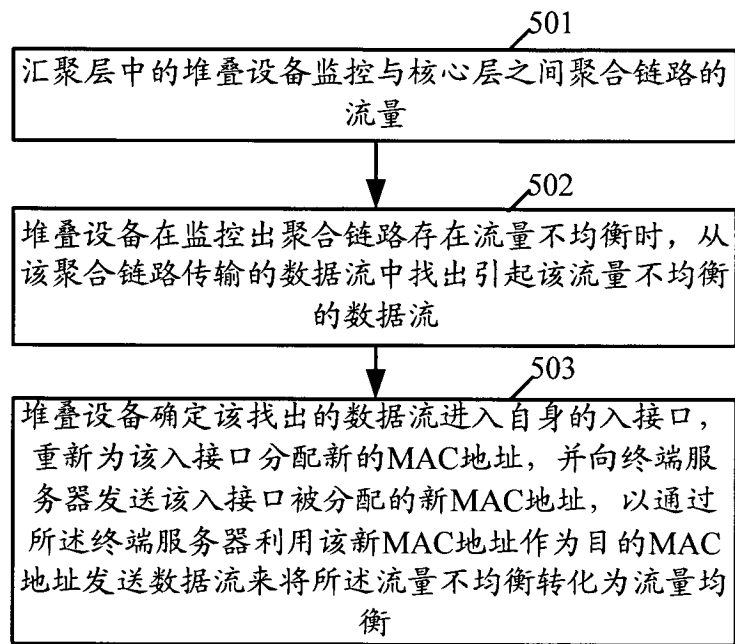 501
汇聚层中的堆叠设备监控与核心层之间聚合链路的
流量
502
堆叠设备在监控出聚合链路存在流量不均衡时，从
该聚合链路传输的数据流中找出引起该流量不均衡
的数据流
503
堆叠设备确定该找出的数据流进入自身的入接口，
重新为该入接口分配新的MAC地址，并向终端服
务器发送该入接口被分配的新MAC地址，以通过
所述终端服务器利用该新MAC地址作为目的MAC
地址发送数据流来将所述流量不均衡转化为流量均
衡